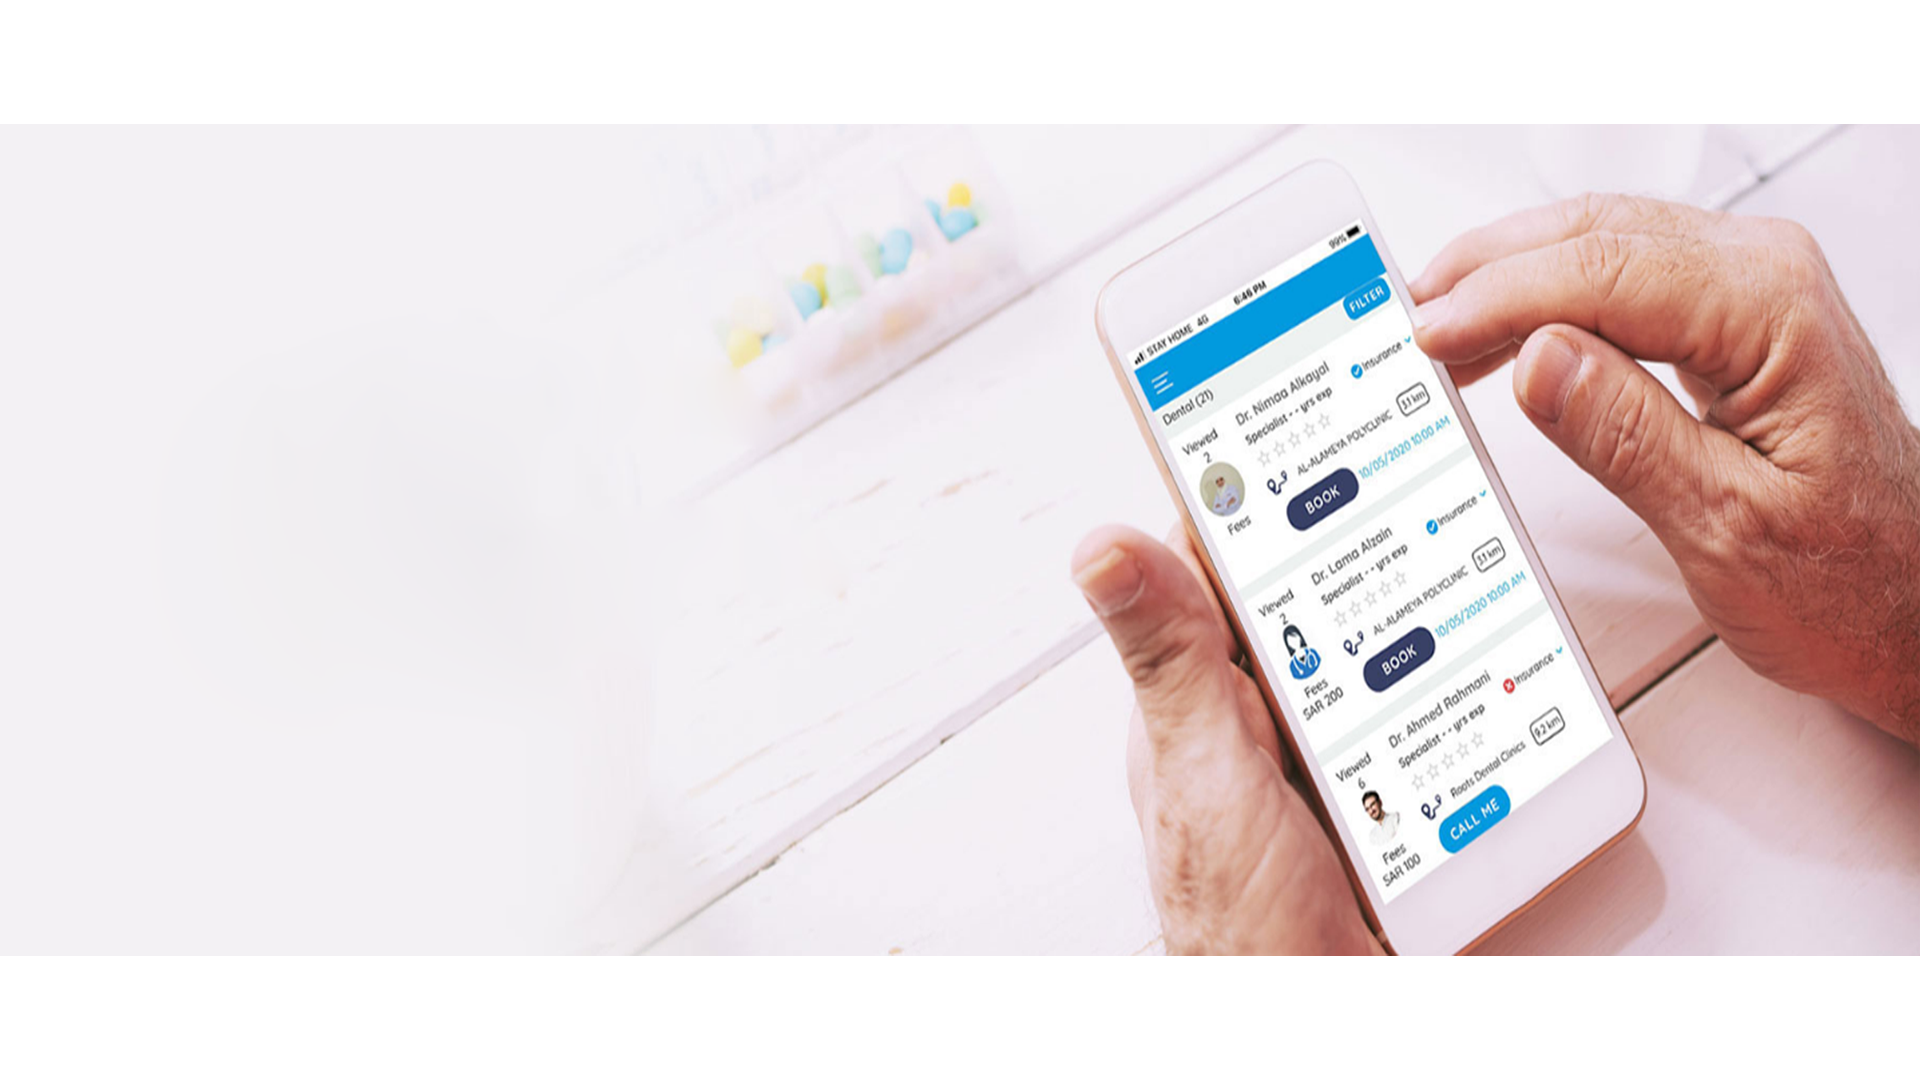 STAY HOME 4G 6:46 PM 99%
FILTER
Dental (21)
Viewed
2
Dr. Nimaa Alkayal
Insurance
Specialist - - yrs exp
AL-ALAMEYA POLYCLINIC 3.1 km
BOOK 10/05/2020 10:00 AM
Fees
Viewed
2
Dr. Lama Alzain
Insurance
Specialist - - yrs exp
AL-ALAMEYA POLYCLINIC 3.1 km
BOOK 10/05/2020 10:00 AM
Fees
SAR 200
Viewed
6
Dr. Ahmed Rahmani
Insurance
Specialist - - yrs exp
Roots Dental Clinics 9.2 km
CALL ME
Fees
SAR 100